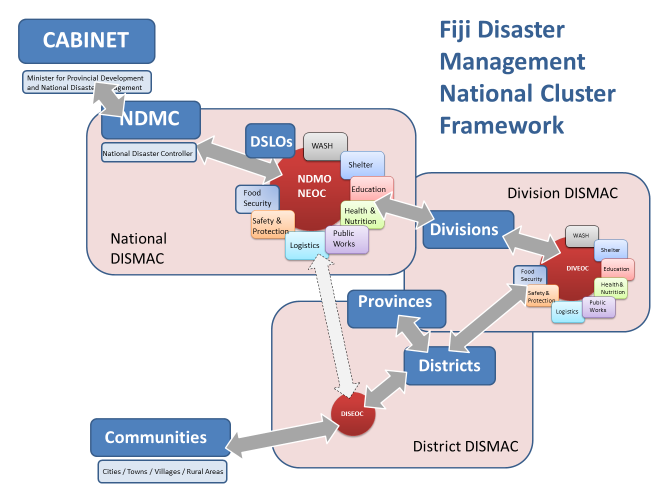 CABINET
Minister for Provincial Development
and National Disaster Management
NDMC
National Disaster Controller
Fiji Disaster
Management
National Cluster
Framework
DSLOs
WASH
Shelter
Education
Health &
Nutrition
Public
Works
Logistics
Safety &
Protection
Food
Security
NDMO
NEOC
National
DISMAC
Division DISMAC
Divisions
WASH
Shelter
Education
Health&
Nutrition
Public
Works
Logistics
Safety&
Protection
Food
Security
DIVEOC
Provinces
Districts
DISEOC
District DISMAC
Communities
Cities / Towns / Villages / Rural Areas